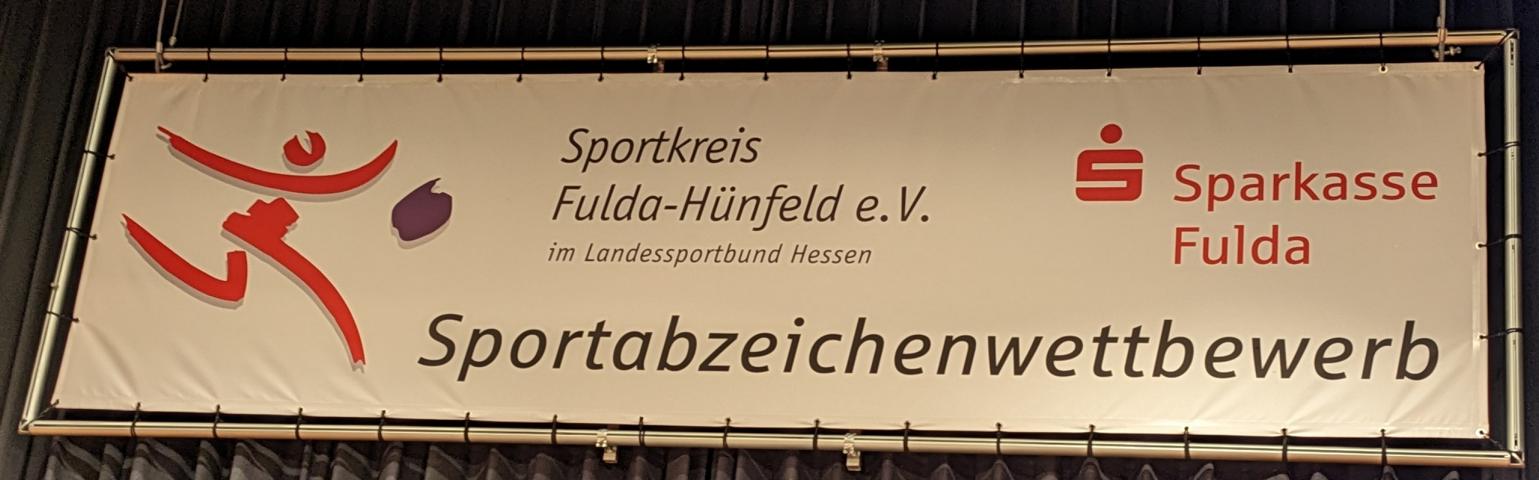 Sportkreis
Fulda-Hünfeld e.V.
im Landessportbund Hessen
Sparkasse
Fulda
Sportabzeichenwettbewerb